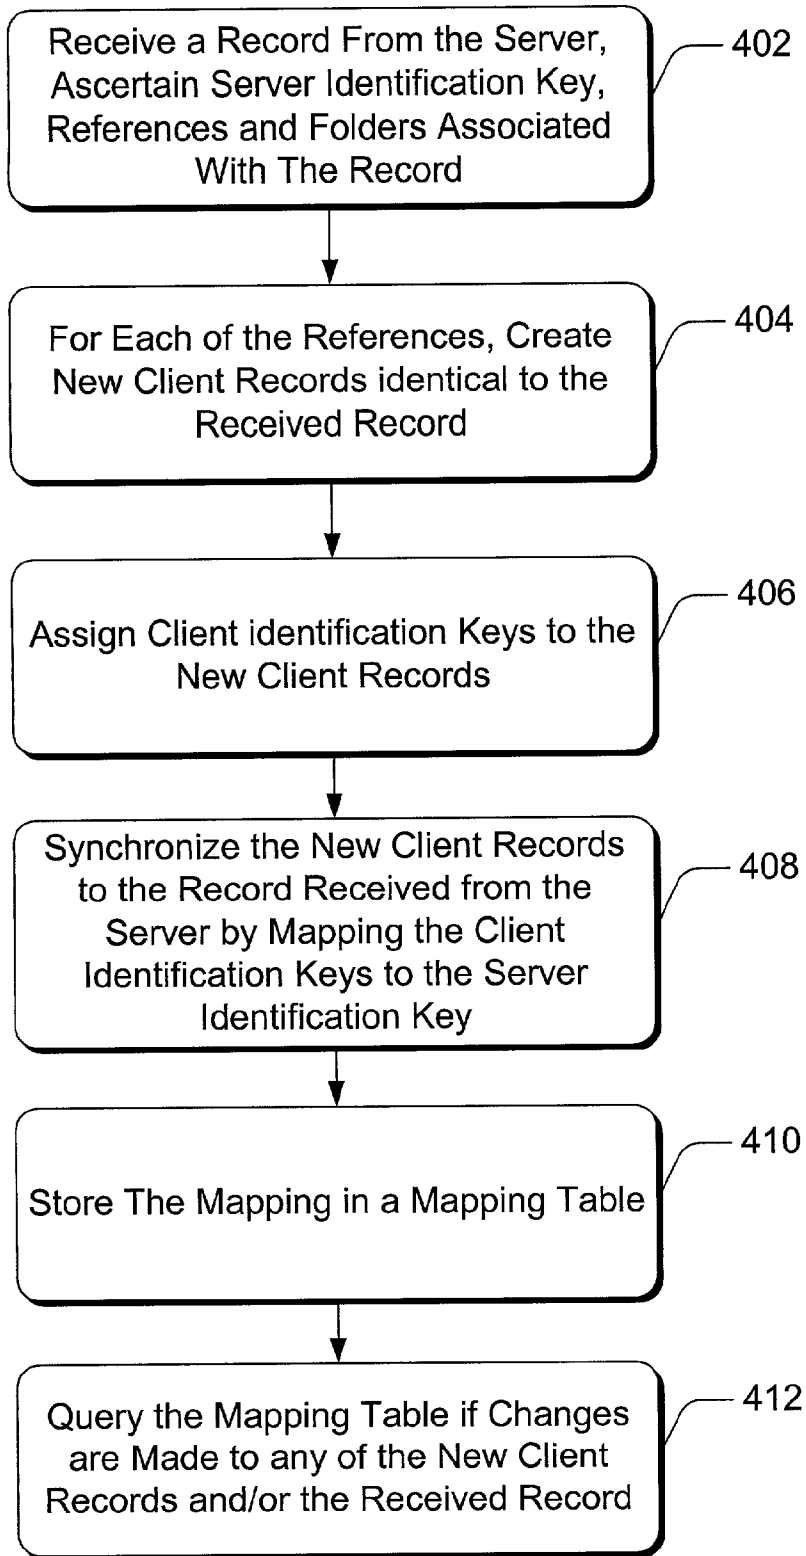 Receive a Record From the Server,
Ascertain Server Identification Key,
References and Folders Associated
With The Record
402
For Each of the References, Create
New Client Records identical to the
Received Record
404
Assign Client identification Keys to the
New Client Records
406
Synchronize the New Client Records
to the Record Received from the
Server by Mapping the Client
Identification Keys to the Server
Identification Key
408
Store The Mapping in a Mapping Table
410
Query the Mapping Table if Changes
are Made to any of the New Client
Records and/or the Received Record
412